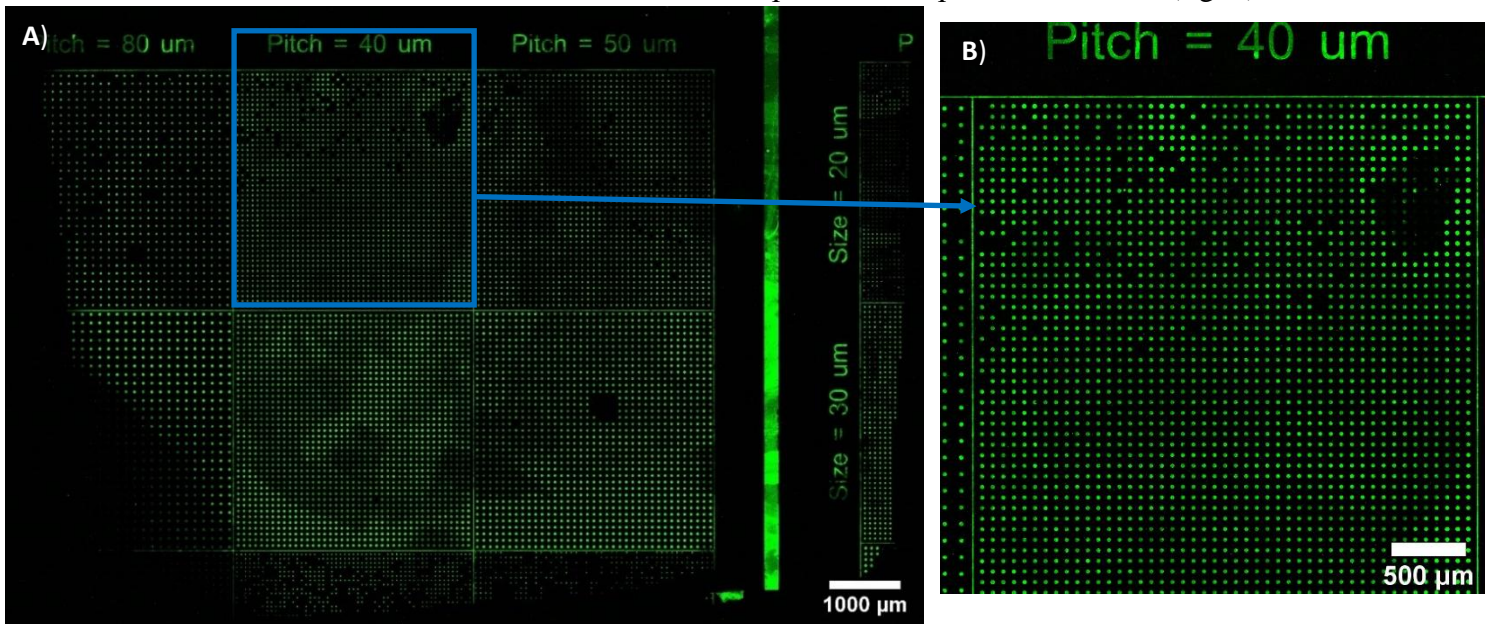 A)
itch = 80 um
Pitch = 40 um
Pitch = 50 um
P
Size = 20 um
Size = 30 um
1000 µm
B)
Pitch = 40 um
500 µm